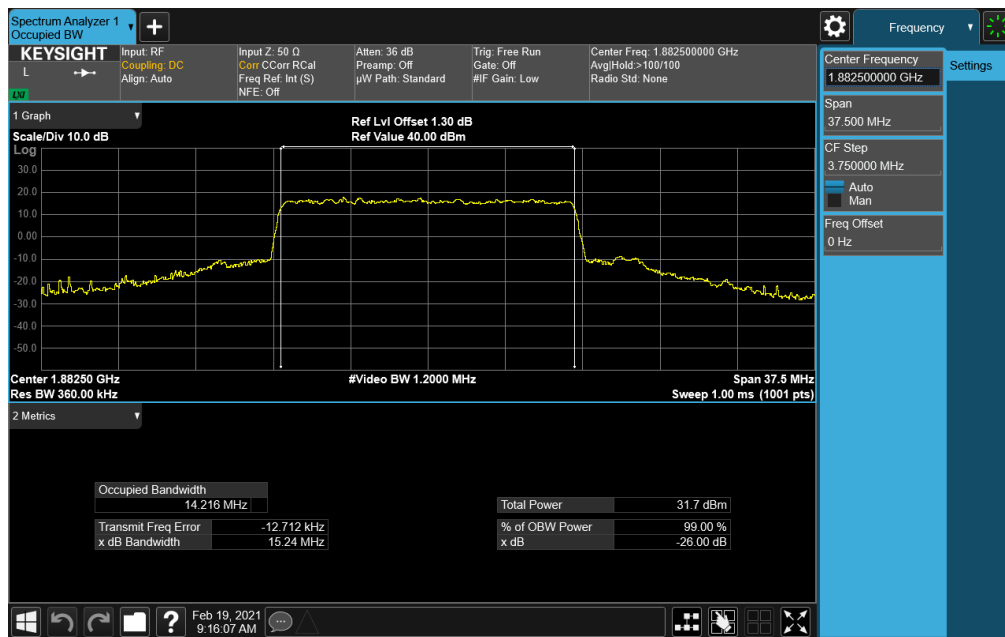 Spectrum Analyzer 1
Occupied BW
Frequency
KEYSIGHT
L
LXI
Input: RF
Coupling: DC
Align: Auto
Input Z: 50 Ω
Corr CCorr RCal
Freq Ref: Int (S)
NFE: Off
Atten: 36 dB
Preamp: Off
µW Path: Standard
Trig: Free Run
Gate: Off
#IF Gain: Low
Center Freq: 1.882500000 GHz
Avg|Hold:>100/100
Radio Std: None
Center Frequency
1.882500000 GHz
Settings
Span
37.500 MHz
CF Step
3.750000 MHz
Auto
Man
Freq Offset
0 Hz
1 Graph
Scale/Div 10.0 dB
Ref Lvl Offset 1.30 dB
Ref Value 40.00 dBm
Log
30.0
20.0
10.0
0.00
-10.0
-20.0
-30.0
-40.0
-50.0
Center 1.88250 GHz
#Video BW 1.2000 MHz
Span 37.5 MHz
Res BW 360.00 kHz
Sweep 1.00 ms (1001 pts)
2 Metrics
Occupied Bandwidth
14.216 MHz
Total Power 31.7 dBm
Transmit Freq Error -12.712 kHz
% of OBW Power 99.00 %
x dB Bandwidth 15.24 MHz
x dB -26.00 dB
?
Feb 19, 2021
9:16:07 AM